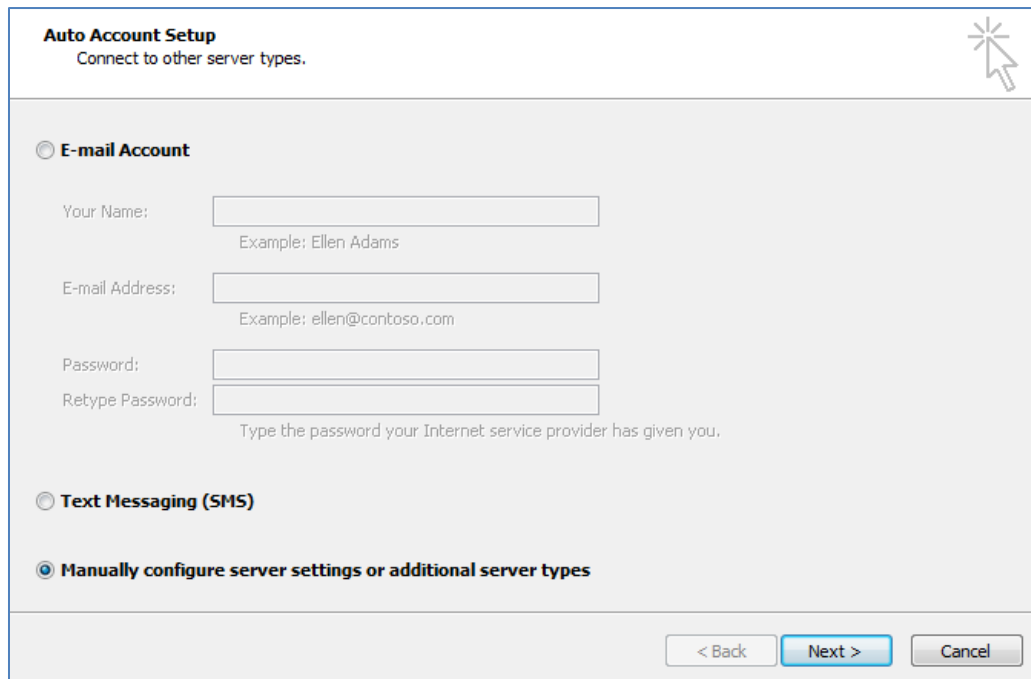 Auto Account Setup
Connect to other server types.
E-mail Account
Your Name:
Example: Ellen Adams
E-mail Address:
Example: ellen@contoso.com
Password:
Retype Password:
Type the password your Internet service provider has given you.
Text Messaging (SMS)
Manually configure server settings or additional server types
< Back Next > Cancel